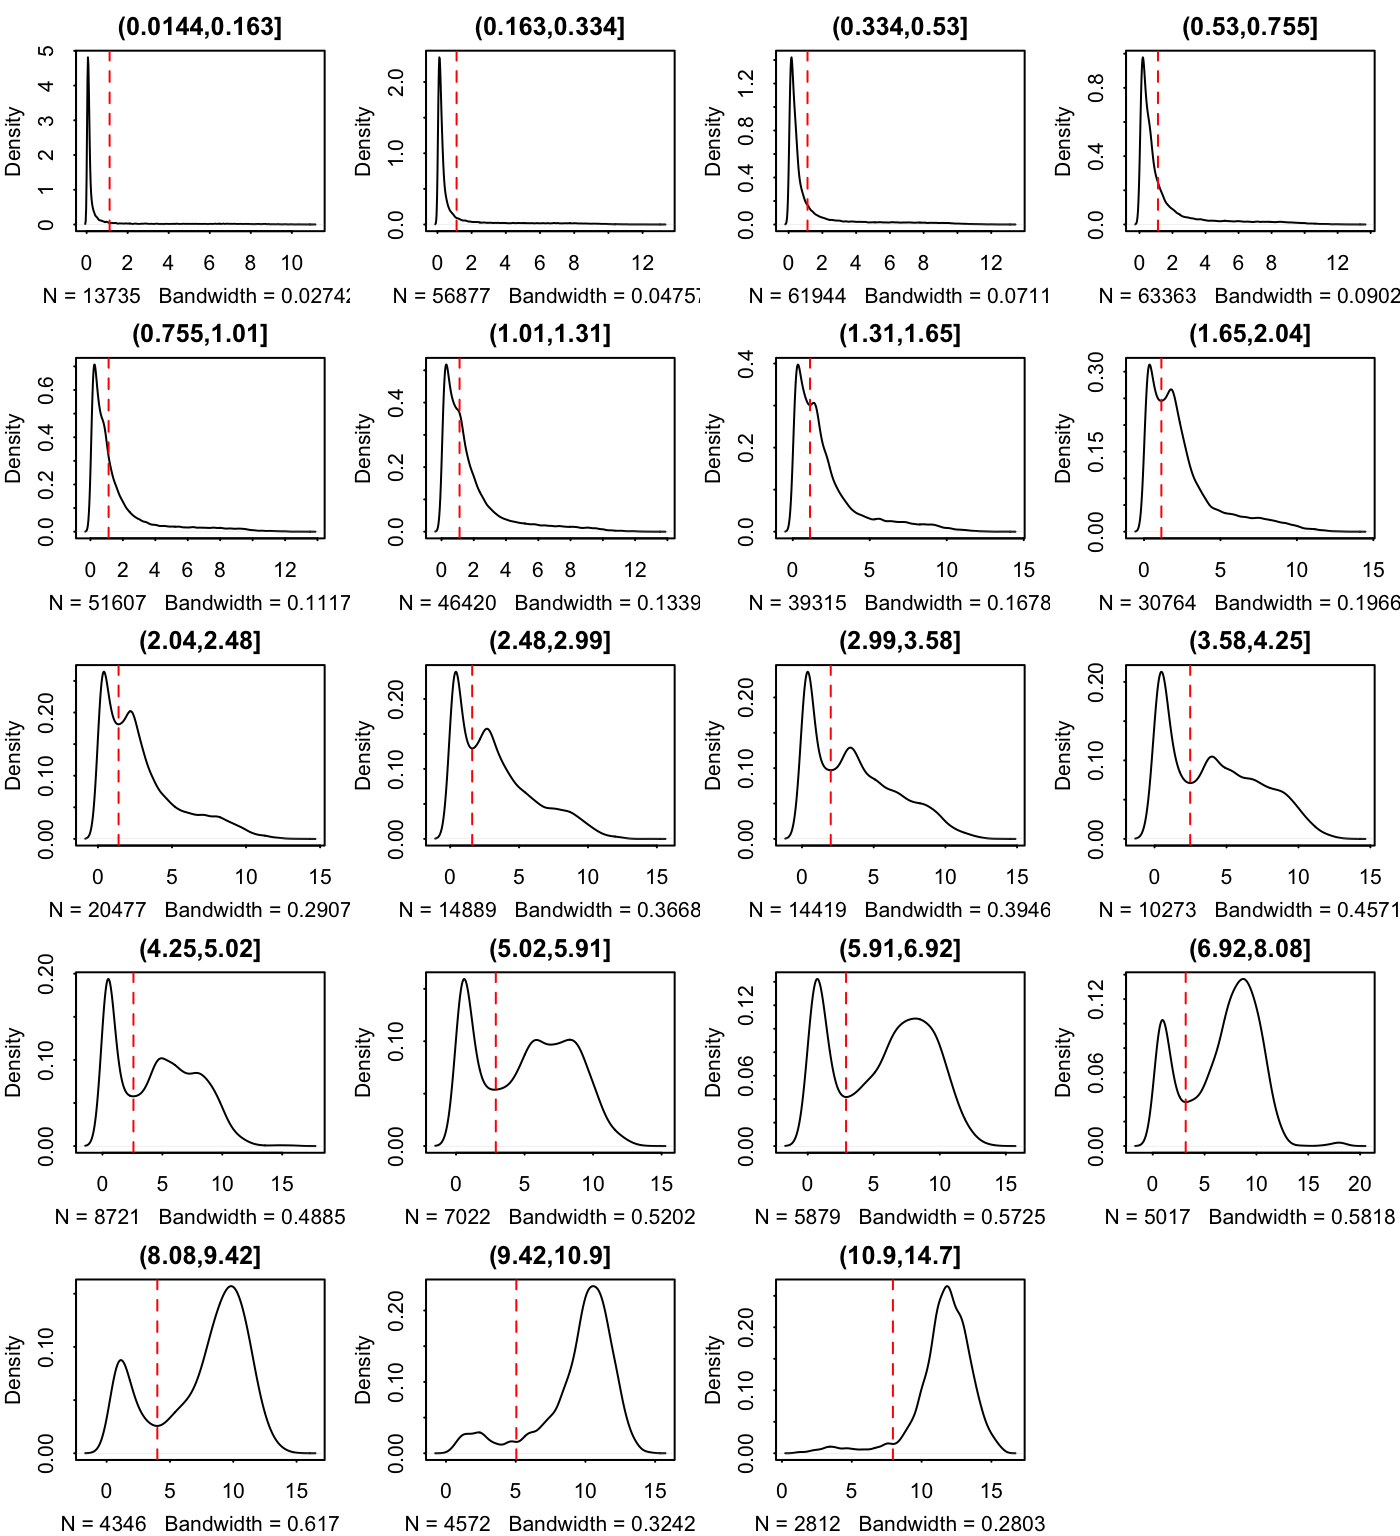 (0.0144,0.163] (0.163,0.334] (0.334,0.53] (0.53,0.755]
Density 0 1 2 3 4 5
0 2 4 6 8 10
N = 13735 Bandwidth = 0.02742
Density 0.0 1.0 2.0
0 2 4 6 8 12
N = 56877 Bandwidth = 0.04757
Density 0.0 0.4 0.8 1.2
0 2 4 6 8 12
N = 61944 Bandwidth = 0.0711
Density 0.0 0.4 0.8
0 2 4 6 8 12
N = 63363 Bandwidth = 0.0902
(0.755,1.01] (1.01,1.31] (1.31,1.65] (1.65,2.04]
Density 0.0 0.2 0.4 0.6
0 2 4 6 8 12
N = 51607 Bandwidth = 0.1117
Density 0.0 0.2 0.4
0 2 4 6 8 12
N = 46420 Bandwidth = 0.1339
Density 0.0 0.2 0.4
0 5 10 15
N = 39315 Bandwidth = 0.1678
Density 0.00 0.15 0.30
0 5 10 15
N = 30764 Bandwidth = 0.1966
(2.04,2.48] (2.48,2.99] (2.99,3.58] (3.58,4.25]
Density 0.00 0.10 0.20
0 5 10 15
N = 20477 Bandwidth = 0.2907
Density 0.00 0.10 0.20
0 5 10 15
N = 14889 Bandwidth = 0.3668
Density 0.00 0.10 0.20
0 5 10 15
N = 14419 Bandwidth = 0.3946
Density 0.00 0.10 0.20
0 5 10 15
N = 10273 Bandwidth = 0.4571
(4.25,5.02] (5.02,5.91] (5.91,6.92] (6.92,8.08]
Density 0.00 0.10 0.20
0 5 10 15
N = 8721 Bandwidth = 0.4885
Density 0.00 0.10
0 5 10 15
N = 7022 Bandwidth = 0.5202
Density 0.00 0.06 0.12
0 5 10 15
N = 5879 Bandwidth = 0.5725
Density 0.00 0.06 0.12
0 5 10 15 20
N = 5017 Bandwidth = 0.5818
(8.08,9.42] (9.42,10.9] (10.9,14.7]
Density 0.00 0.10
0 5 10 15
N = 4346 Bandwidth = 0.617
Density 0.00 0.10 0.20
0 5 10 15
N = 4572 Bandwidth = 0.3242
Density 0.00 0.10 0.20
0 5 10 15
N = 2812 Bandwidth = 0.2803